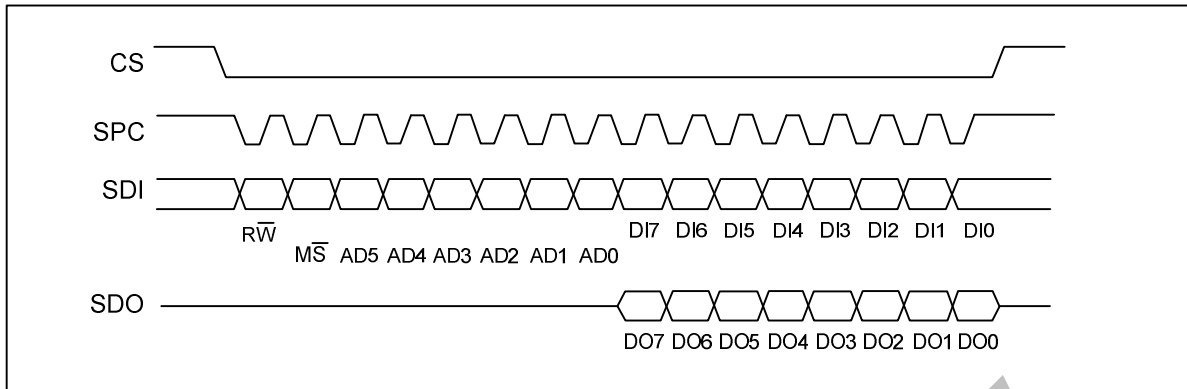 CS
SPC
SDI
RW̅
DI7 DI6 DI5 DI4 DI3 DI2 DI1 DI0
MS̅ AD5 AD4 AD3 AD2 AD1 AD0
SDO
DO7 DO6 DO5 DO4 DO3 DO2 DO1 DO0